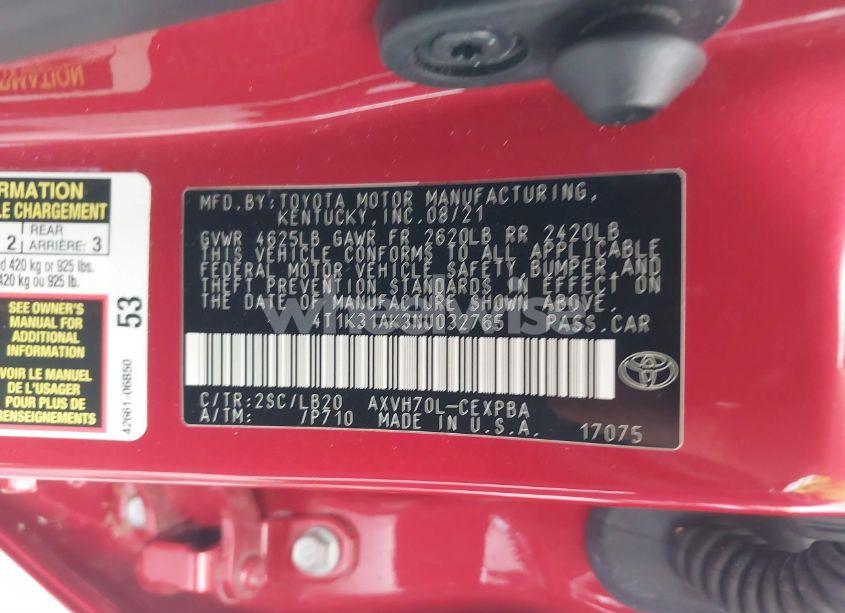 RMATION
LE CHARGEMENT
REAR
2 ARRIÈRE: 3
d 420 kg or 925 lbs.
420 kg ou 925 lb.
SEE OWNER'S
MANUAL FOR
ADDITIONAL
INFORMATION
VOIR LE MANUEL
DE L'USAGER
POUR PLUS DE
RENSEIGNEMENTS
53
42661-06B50
MFD.BY:TOYOTA MOTOR MANUFACTURING,
KENTUCKY,INC.08/21
GVWR 4625LB GAWR FR 2620LB RR 2420LB
THIS VEHICLE CONFORMS TO ALL APPLICABLE
FEDERAL MOTOR VEHICLE SAFETY,BUMPER,AND
THEFT PREVENTION STANDARDS IN EFFECT ON
THE DATE OF MANUFACTURE SHOWN ABOVE.
4T1K31AK3NU032765 PASS.CAR
C/TR:2SC/LB20 AXVH70L-CEXPBA
A/TM: /P710 MADE IN U.S.A. 17075